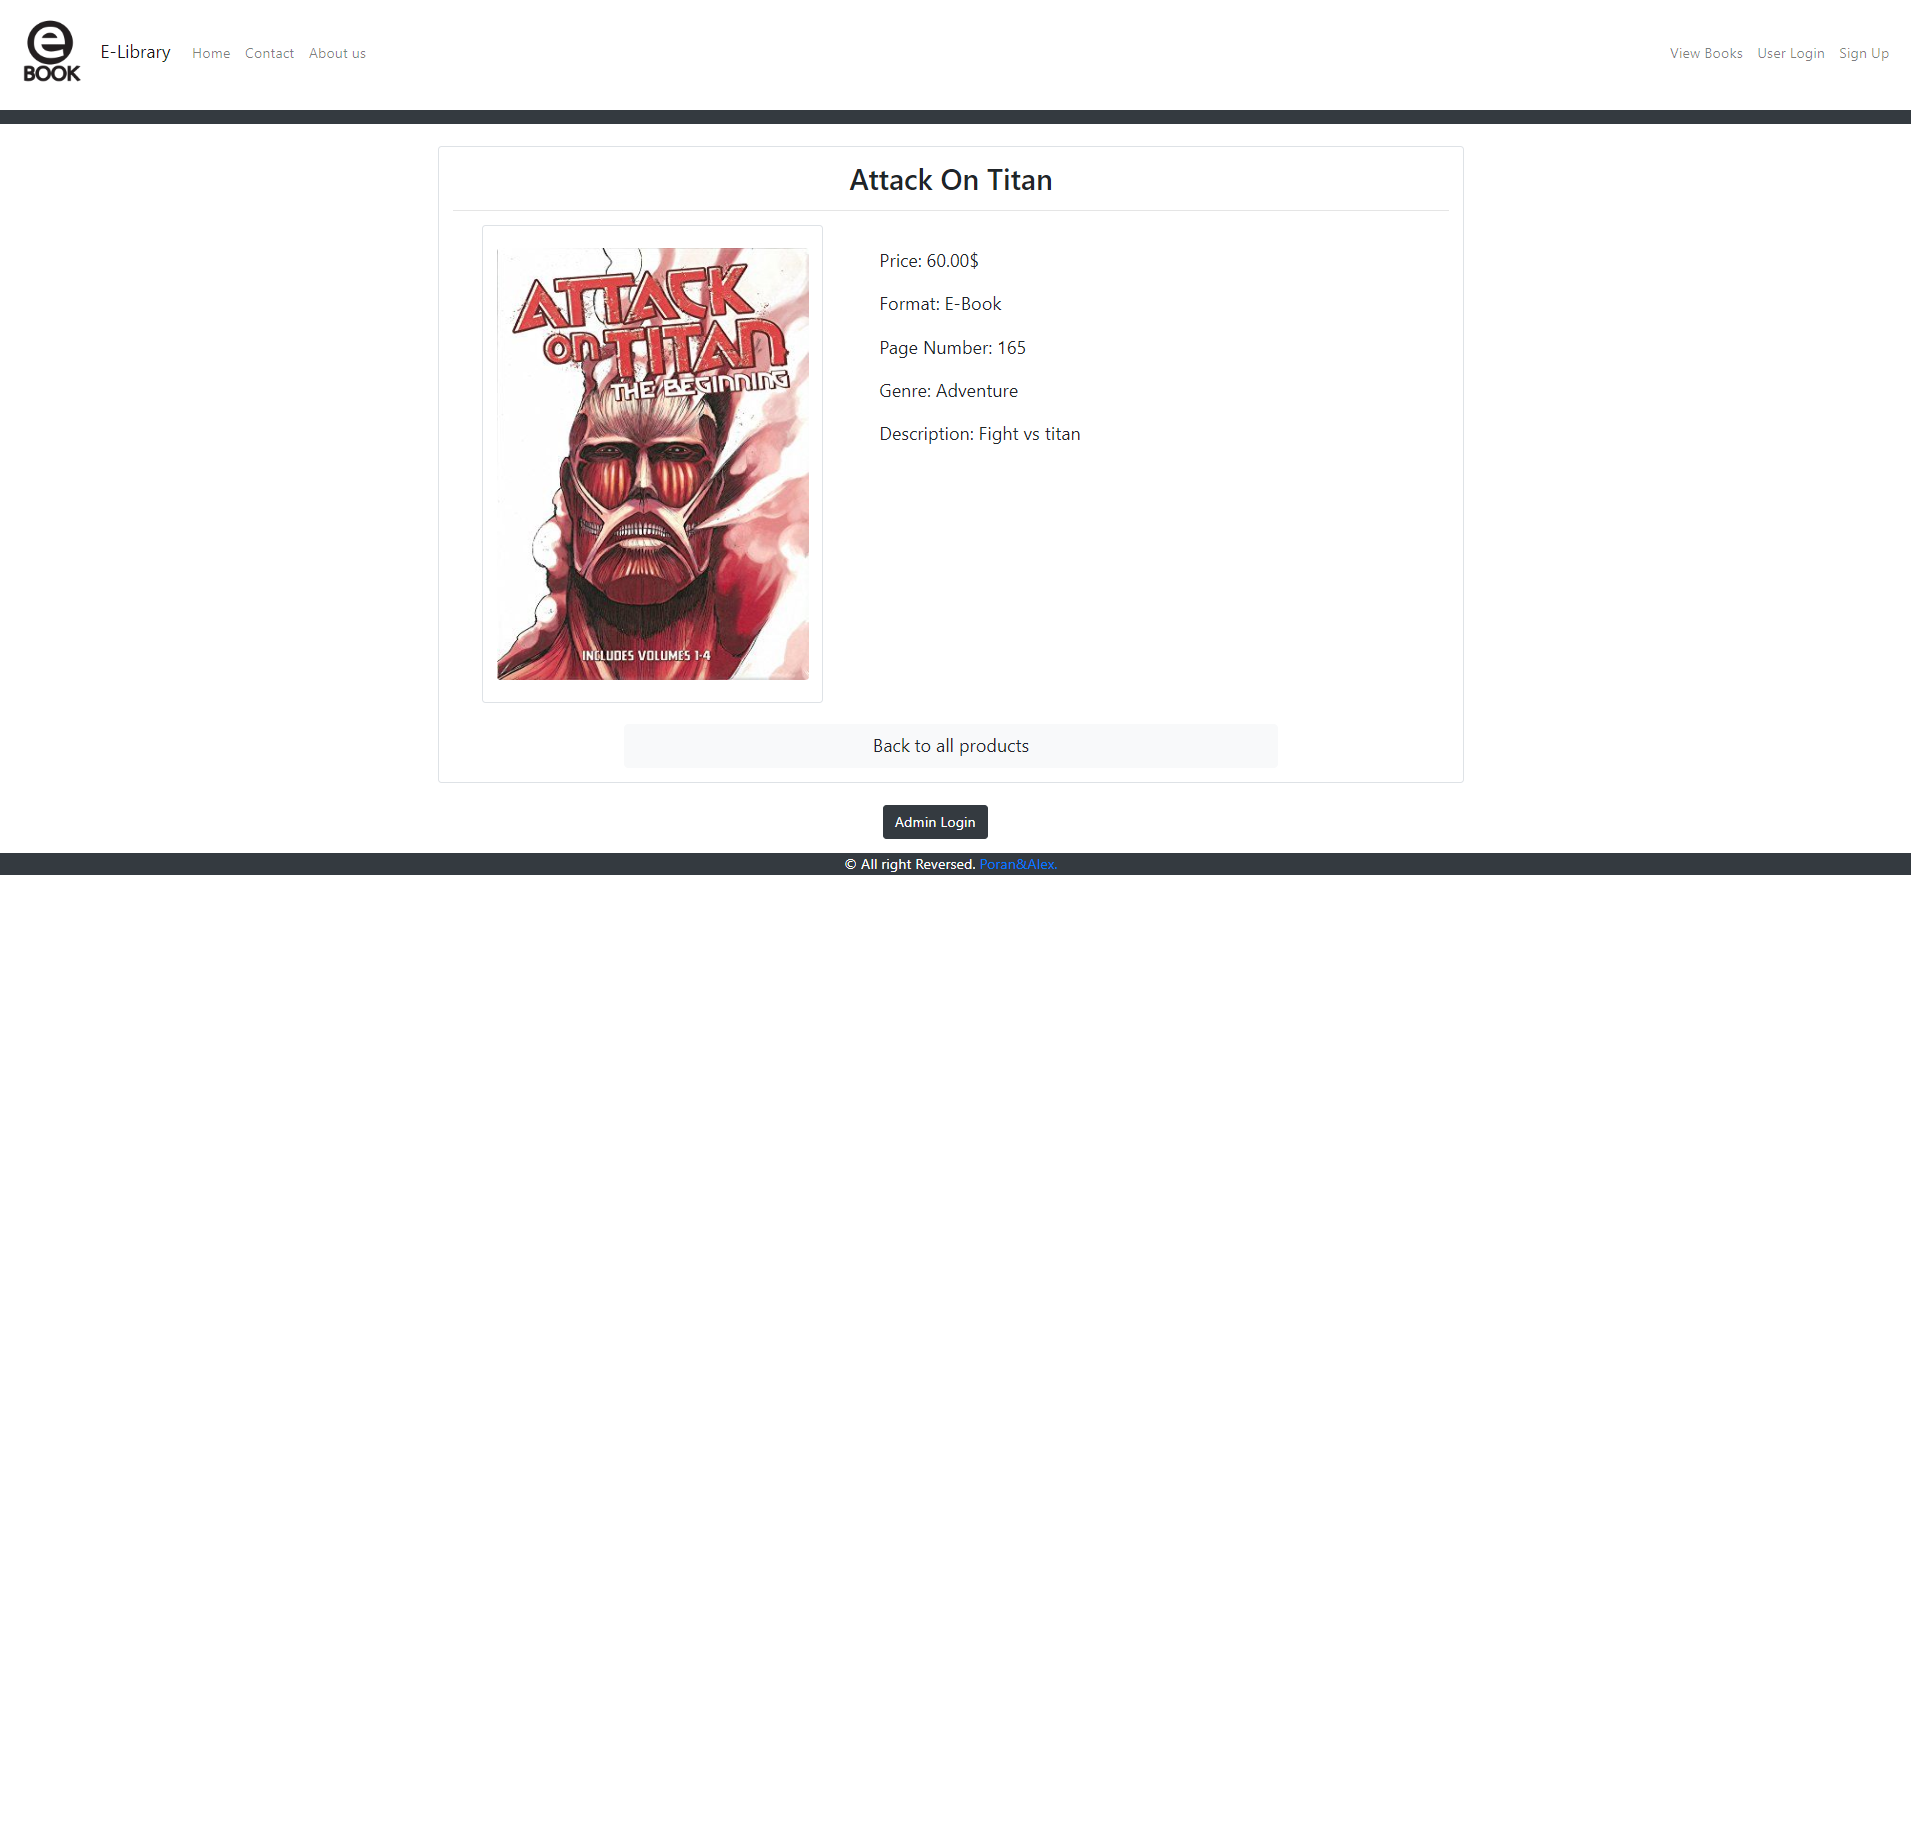 e
BOOK
E-Library
Home
Contact
About us
View Books
User Login
Sign Up
Attack On Titan
ATTACK
on TITAN
THE BEGINNING
INCLUDES VOLUMES 1-4
Price: 60.00$
Format: E-Book
Page Number: 165
Genre: Adventure
Description: Fight vs titan
Back to all products
Admin Login
© All right Reversed. Poran&Alex.